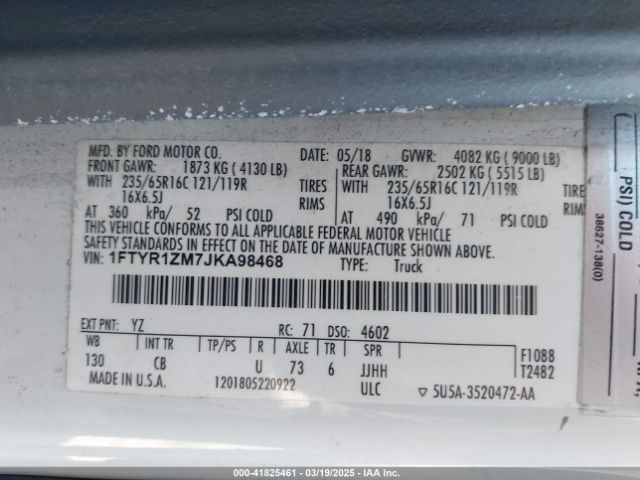 MFD. BY FORD MOTOR CO. DATE: 05/18 GVWR: 4082 KG ( 9000 LB)
FRONT GAWR: 1873 KG ( 4130 LB) REAR GAWR: 2502 KG ( 5515 LB)
WITH 235/65R16C 121/119R TIRES WITH 235/65R16C 121/119R TIRES
16X6.5J RIMS 16X6.5J RIMS
AT 360 kPa/ 52 PSI COLD AT 490 kPa/ 71 PSI COLD
THIS VEHICLE CONFORMS TO ALL APPLICABLE FEDERAL MOTOR VEHICLE
SAFETY STANDARDS IN EFFECT ON THE DATE OF MANUFACTURE SHOWN ABOVE.
VIN: 1FTYR1ZM7JKA98468 TYPE: Truck
EXT PNT: YZ RC: 71 DSO: 4602
WB INT TR TP/PS R AXLE TR SPR F1088
130 CB U 73 6 JJHH T2482
MADE IN U.S.A. 1201805220922 ULC 5U5A-3520472-AA
PSI) COLD
38627-138(0)
000-41825461 - 03/19/2025 - IAAI.com